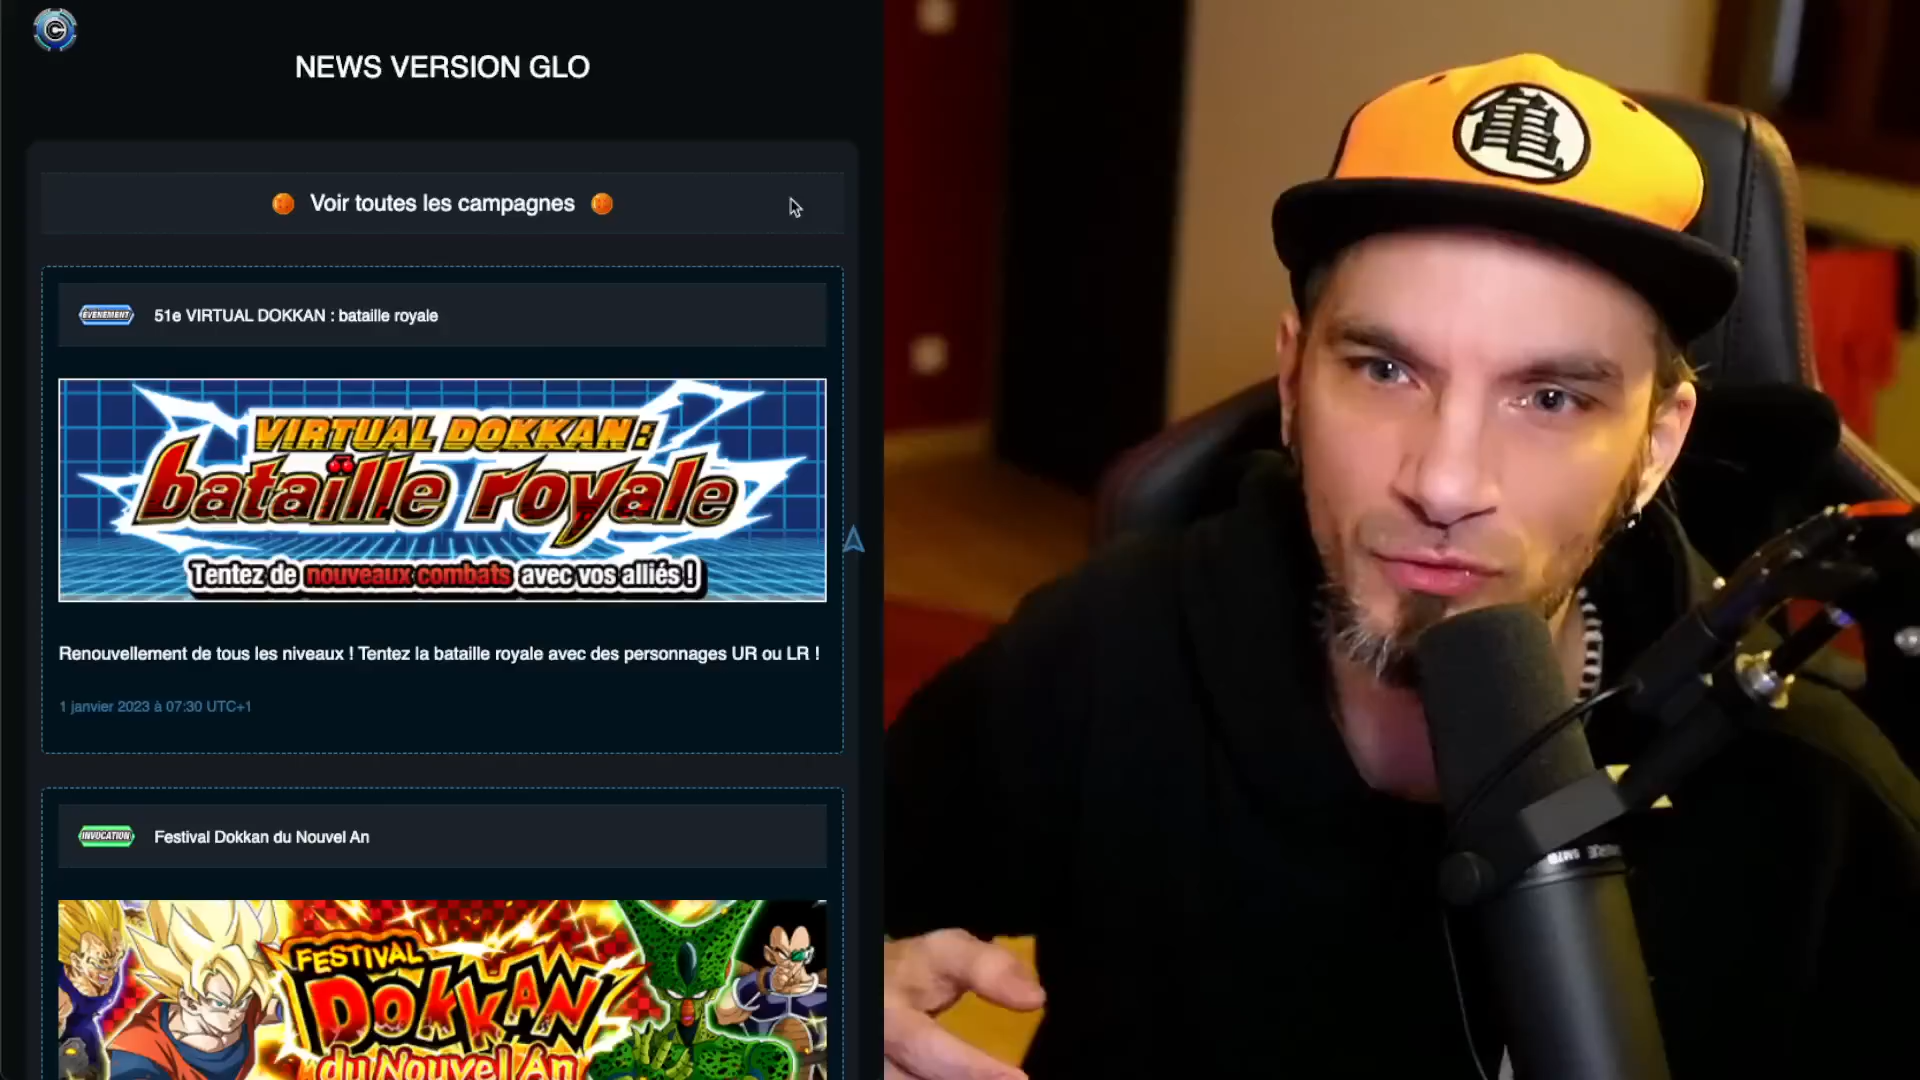 NEWS VERSION GLO
Voir toutes les campagnes
EVENEMENT
51e VIRTUAL DOKKAN : bataille royale
VIRTUAL DOKKAN :
bataille royale
Tentez de nouveaux combats avec vos alliés !
Renouvellement de tous les niveaux ! Tentez la bataille royale avec des personnages UR ou LR !
1 janvier 2023 à 07:30 UTC+1
INVOCATION
Festival Dokkan du Nouvel An
FESTIVAL
DOKKAN
du Nouvel An
亀